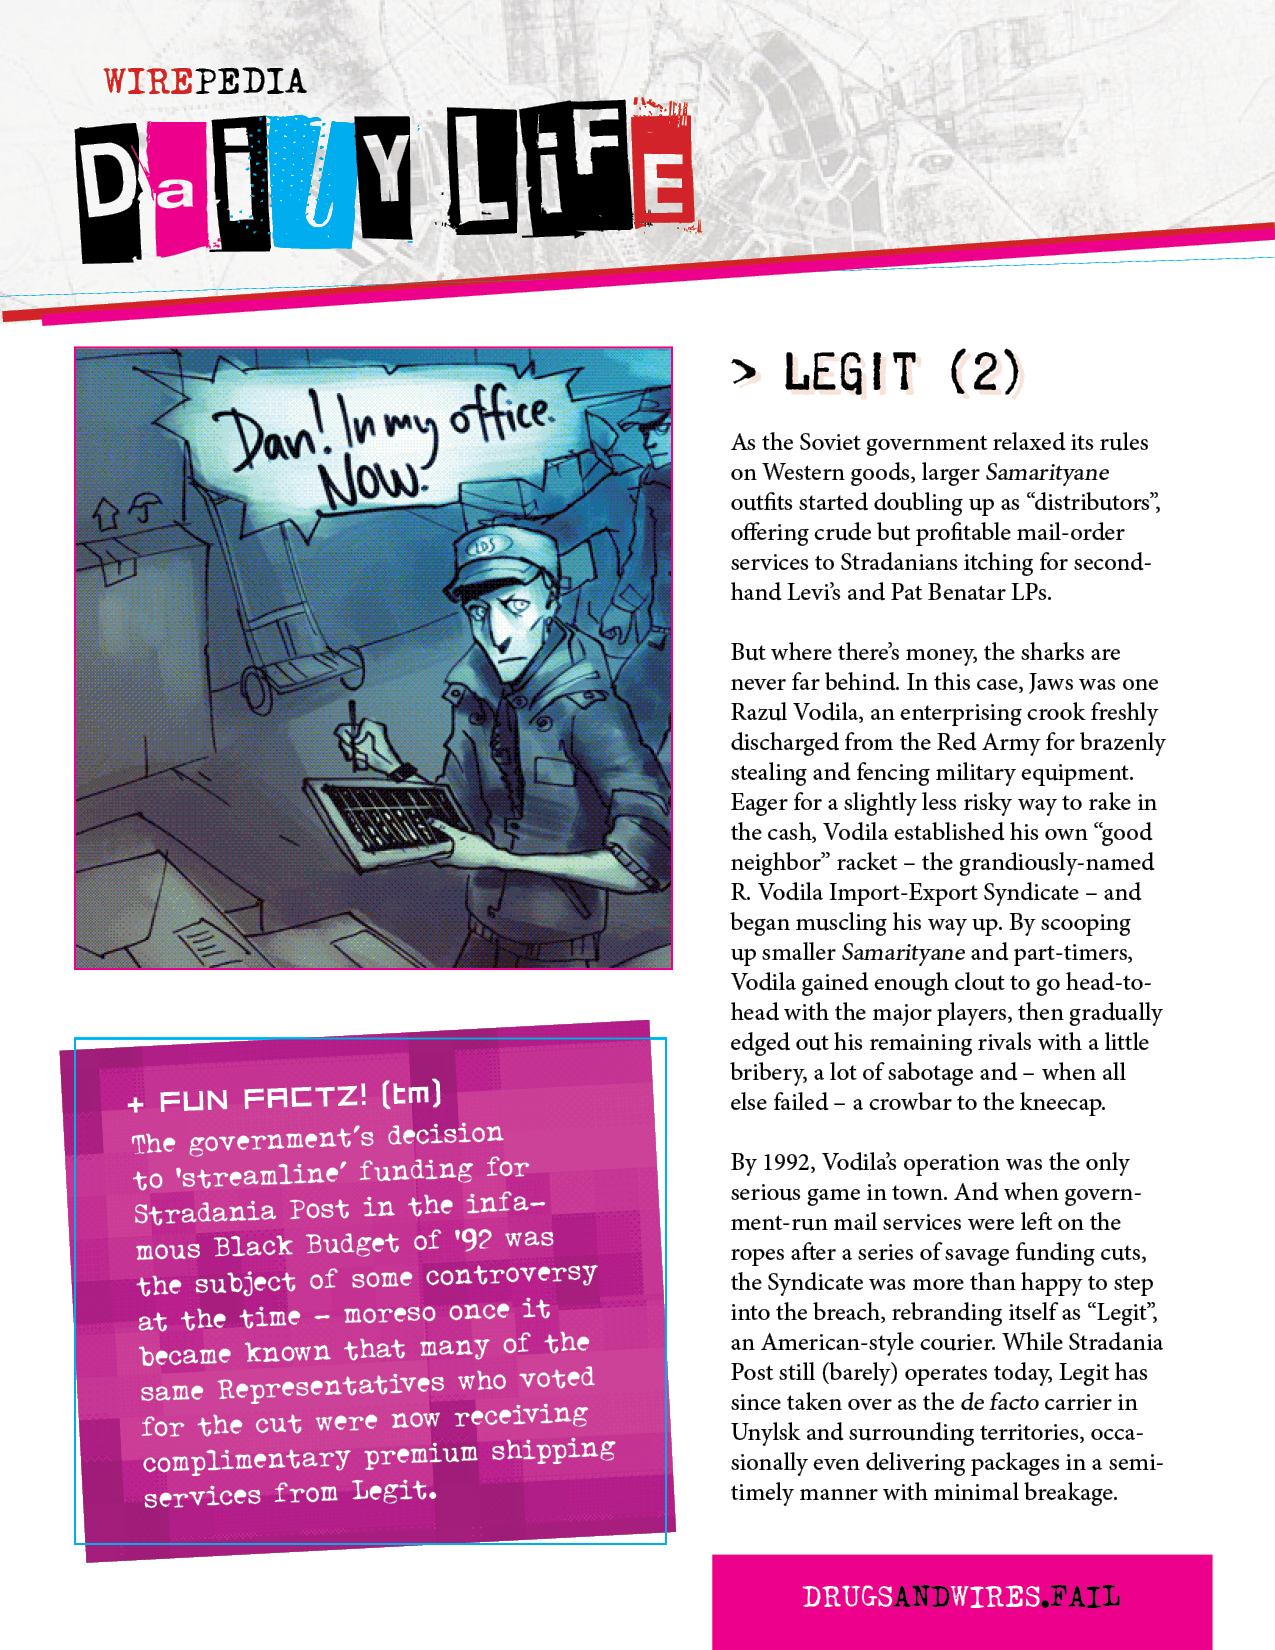 WIREPEDIA
DaiLY LiFE
Dan! In my office.
NOW.
LDS
+ FUN FACTZ! (tm)
The government's decision
to 'streamline' funding for
Stradania Post in the infa-
mous Black Budget of '92 was
the subject of some controversy
at the time - moreso once it
became known that many of the
same Representatives who voted
for the cut were now receiving
complimentary premium shipping
services from Legit.
> LEGIT (2)
As the Soviet government relaxed its rules
on Western goods, larger Samarityane
outfits started doubling up as “distributors”,
offering crude but profitable mail-order
services to Stradanians itching for second-
hand Levi’s and Pat Benatar LPs.
But where there’s money, the sharks are
never far behind. In this case, Jaws was one
Razul Vodila, an enterprising crook freshly
discharged from the Red Army for brazenly
stealing and fencing military equipment.
Eager for a slightly less risky way to rake in
the cash, Vodila established his own “good
neighbor” racket – the grandiously-named
R. Vodila Import-Export Syndicate – and
began muscling his way up. By scooping
up smaller Samarityane and part-timers,
Vodila gained enough clout to go head-to-
head with the major players, then gradually
edged out his remaining rivals with a little
bribery, a lot of sabotage and – when all
else failed – a crowbar to the kneecap.
By 1992, Vodila’s operation was the only
serious game in town. And when govern-
ment-run mail services were left on the
ropes after a series of savage funding cuts,
the Syndicate was more than happy to step
into the breach, rebranding itself as “Legit”,
an American-style courier. While Stradania
Post still (barely) operates today, Legit has
since taken over as the de facto carrier in
Unylsk and surrounding territories, occa-
sionally even delivering packages in a semi-
timely manner with minimal breakage.
DRUGSANDWIRES.FAIL